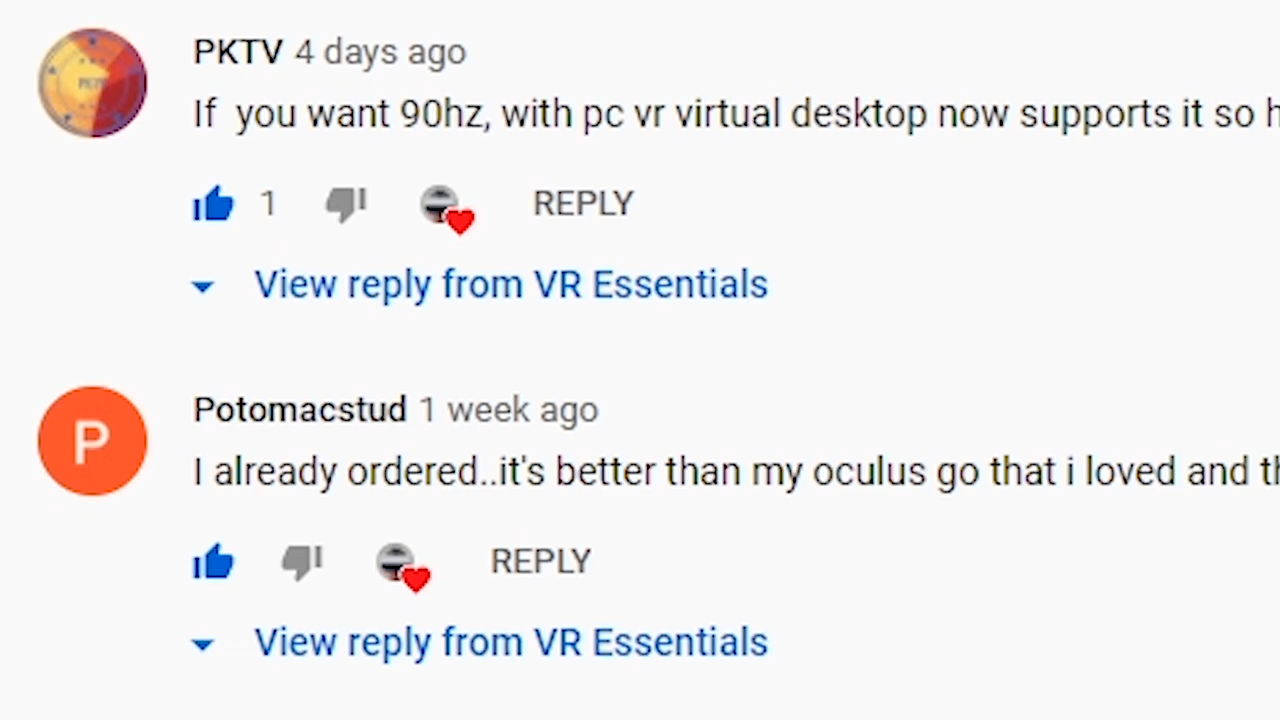 PKTV 4 days ago
If you want 90hz, with pc vr virtual desktop now supports it so
1 REPLY
View reply from VR Essentials
P
Potomacstud 1 week ago
I already ordered..it's better than my oculus go that i loved and
REPLY
View reply from VR Essentials